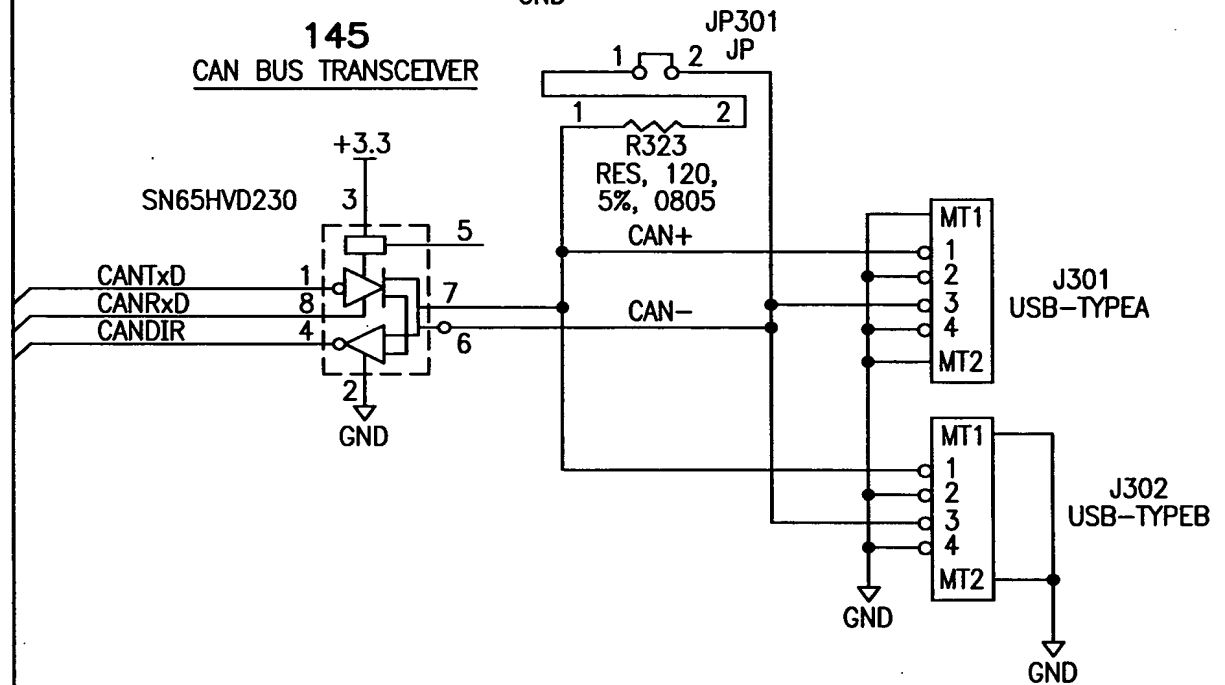 GND
145
CAN BUS TRANSCEIVER
JP301
JP
1 2
1 2
R323
RES, 120,
5%, 0805
+3.3
SN65HVD230 3
5
CANTxD 1
CANRxD 8
CANDIR 4
7
6
2
GND
CAN+
CAN-
MT1
1
2
3
4
MT2
J301
USB-TYPEA
MT1
1
2
3
4
MT2
J302
USB-TYPEB
GND
GND